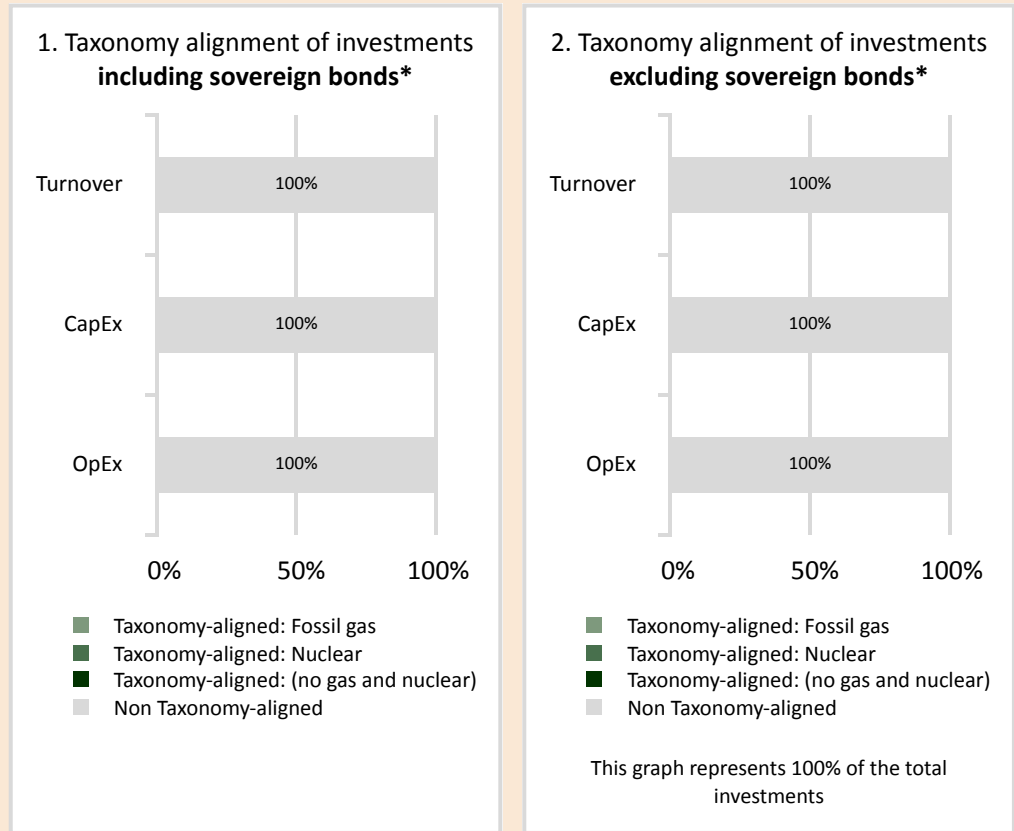 1. Taxonomy alignment of investments
including sovereign bonds*
Turnover
100%
CapEx
100%
OpEx
100%
0% 50% 100%
Taxonomy-aligned: Fossil gas
Taxonomy-aligned: Nuclear
Taxonomy-aligned: (no gas and nuclear)
Non Taxonomy-aligned
2. Taxonomy alignment of investments
excluding sovereign bonds*
Turnover
100%
CapEx
100%
OpEx
100%
0% 50% 100%
Taxonomy-aligned: Fossil gas
Taxonomy-aligned: Nuclear
Taxonomy-aligned: (no gas and nuclear)
Non Taxonomy-aligned
This graph represents 100% of the total
investments